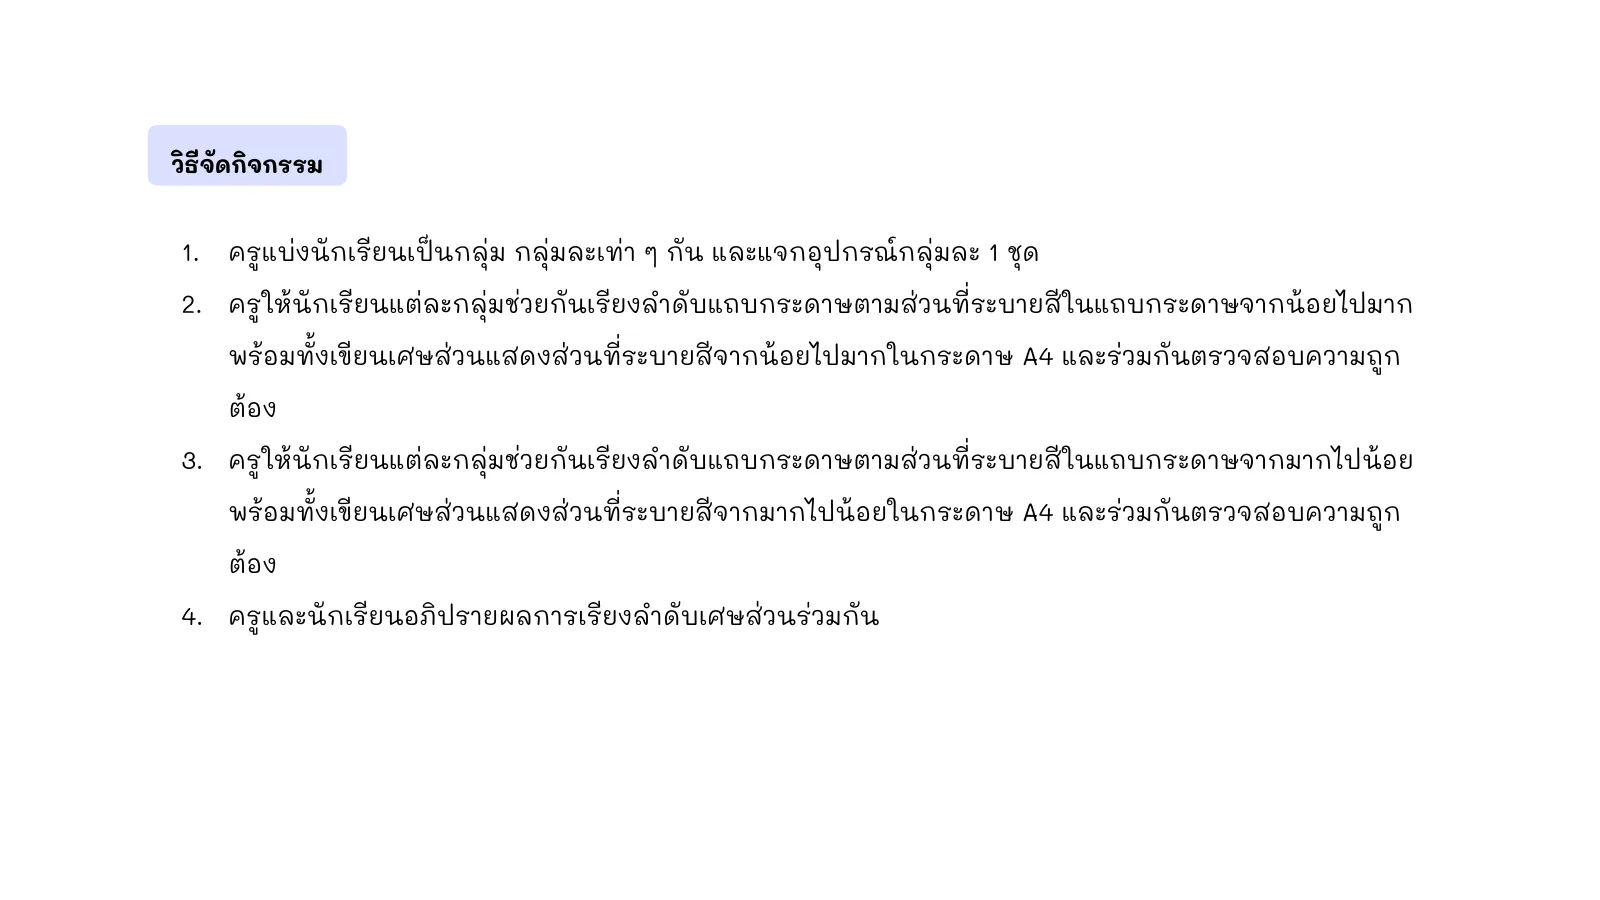 วิธีจัดกิจกรรม
1. ครูแบ่งนักเรียนเป็นกลุ่ม กลุ่มละเท่า ๆ กัน และแจกอุปกรณ์กลุ่มละ 1 ชุด
2. ครูให้นักเรียนแต่ละกลุ่มช่วยกันเรียงลำดับแถบกระดาษตามส่วนที่ระบายสีในแถบกระดาษจากน้อยไปมาก
พร้อมทั้งเขียนเศษส่วนแสดงส่วนที่ระบายสีจากน้อยไปมากในกระดาษ A4 และร่วมกันตรวจสอบความถูก
ต้อง
3. ครูให้นักเรียนแต่ละกลุ่มช่วยกันเรียงลำดับแถบกระดาษตามส่วนที่ระบายสีในแถบกระดาษจากมากไปน้อย
พร้อมทั้งเขียนเศษส่วนแสดงส่วนที่ระบายสีจากมากไปน้อยในกระดาษ A4 และร่วมกันตรวจสอบความถูก
ต้อง
4. ครูและนักเรียนอภิปรายผลการเรียงลำดับเศษส่วนร่วมกัน